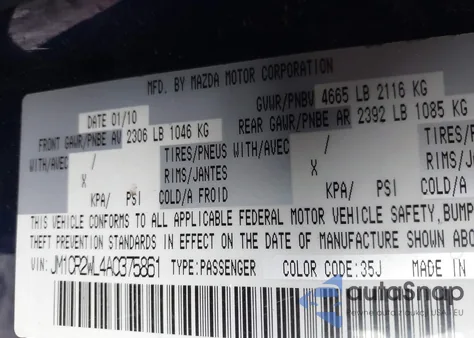 MFD. BY MAZDA MOTOR CORPORATION
DATE 01/10 GVWR/PNBV 4665 LB 2116 KG
FRONT GAWR/PNBE AV 2306 LB 1046 KG REAR GAWR/PNBE AR 2392 LB 1085 KG
WITH/AVEC / TIRES/PNEUS WITH/AVEC / TIRES/
X RIMS/JANTES X RIMS/J
KPA/ PSI COLD/A FROID KPA/ PSI COLD/A
THIS VEHICLE CONFORMS TO ALL APPLICABLE FEDERAL MOTOR VEHICLE SAFETY, BUMP
THEFT PREVENTION STANDARDS IN EFFECT ON THE DATE OF MANUFACTURE SHOWN ABO
VIN: JM1CR2WL4A0375861 TYPE:PASSENGER COLOR CODE: 35J MADE IN
autoSnap